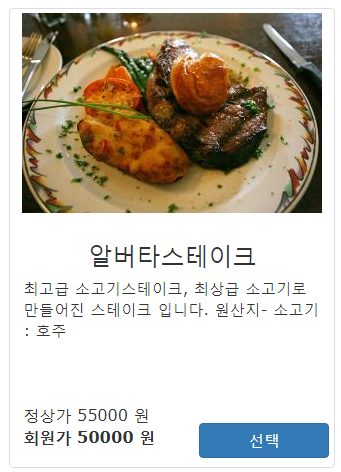 알버타스테이크
최고급 소고기스테이크, 최상급 소고기로
만들어진 스테이크 입니다. 원산지- 소고기
: 호주
정상가 55000 원
회원가 50000 원
선택